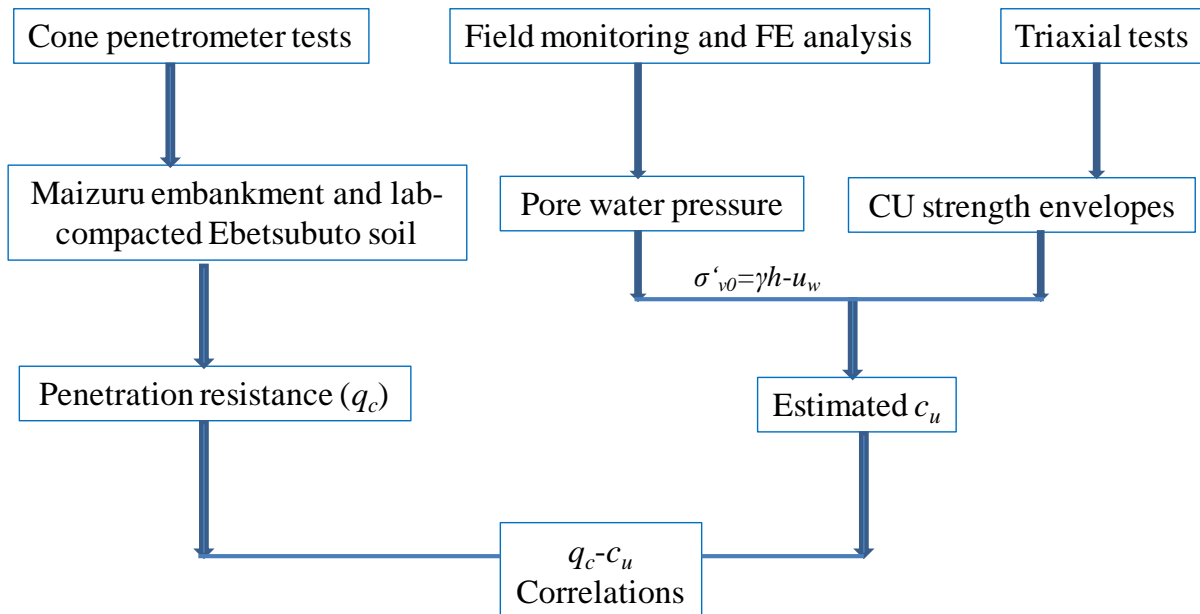 Cone penetrometer tests
Field monitoring and FE analysis
Triaxial tests
Maizuru embankment and lab-
compacted Ebetsubuto soil
Pore water pressure
CU strength envelopes
σ‘v0=γh-uw
Penetration resistance (qc)
Estimated cu
qc-cu
Correlations